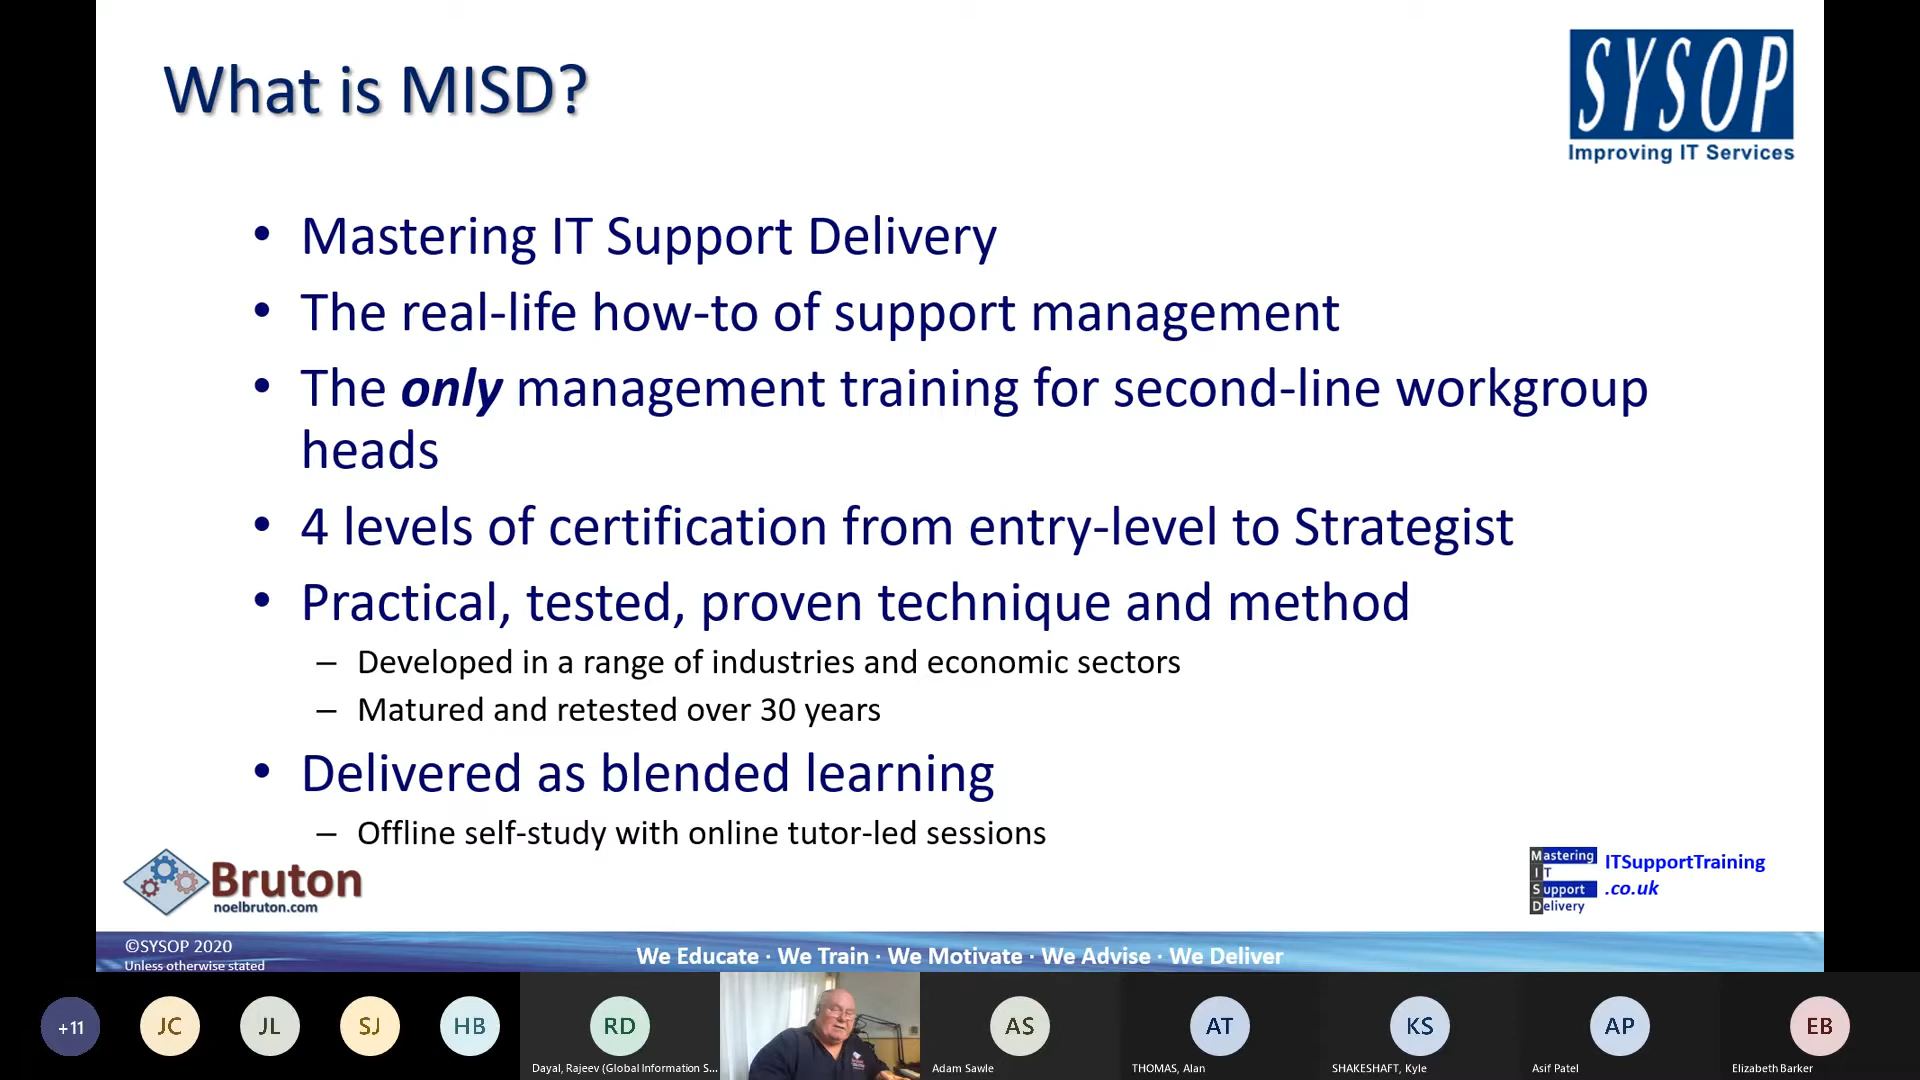 What is MISD?
SYSOP
Improving IT Services
• Mastering IT Support Delivery
• The real-life how-to of support management
• The only management training for second-line workgroup
heads
• 4 levels of certification from entry-level to Strategist
• Practical, tested, proven technique and method
– Developed in a range of industries and economic sectors
– Matured and retested over 30 years
• Delivered as blended learning
– Offline self-study with online tutor-led sessions
Bruton
noelbruton.com
Mastering
IT
Support
Delivery
ITSupportTraining
.co.uk
©SYSOP 2020
Unless otherwise stated
We Educate · We Train · We Motivate · We Advise · We Deliver
+11
JC
JL
SJ
HB
RD
AS
AT
KS
AP
EB
Dayal, Rajeev (Global Information S...
Adam Sawle
THOMAS, Alan
SHAKESHAFT, Kyle
Asif Patel
Elizabeth Barker